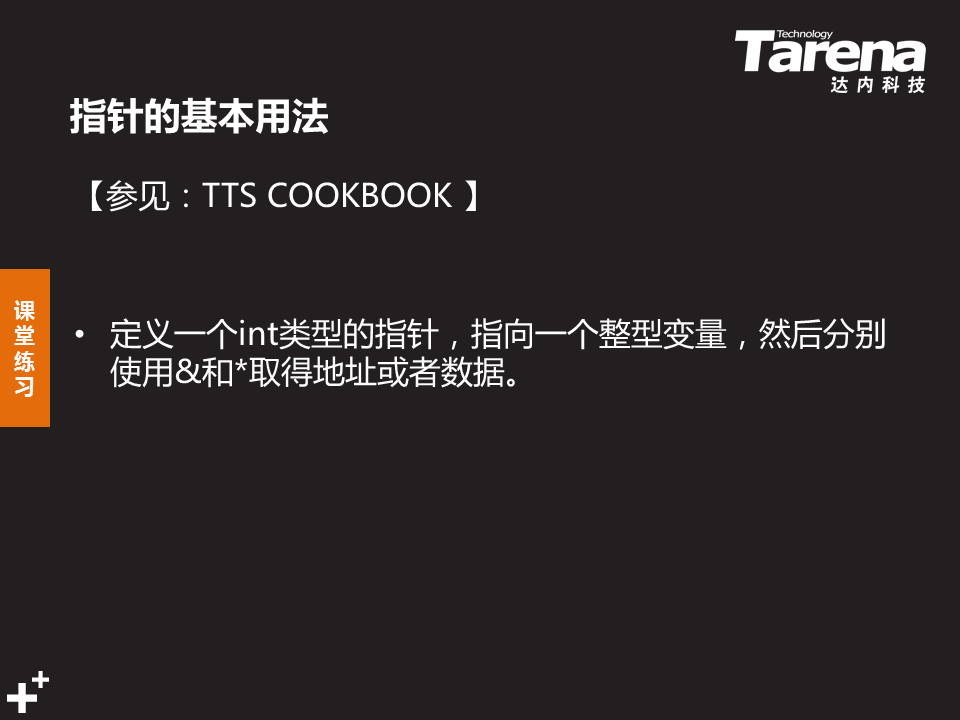 Technology
Tarena
达内科技
指针的基本用法
【参见：TTS COOKBOOK 】
课堂练习
• 定义一个int类型的指针，指向一个整型变量，然后分别
使用&和*取得地址或者数据。